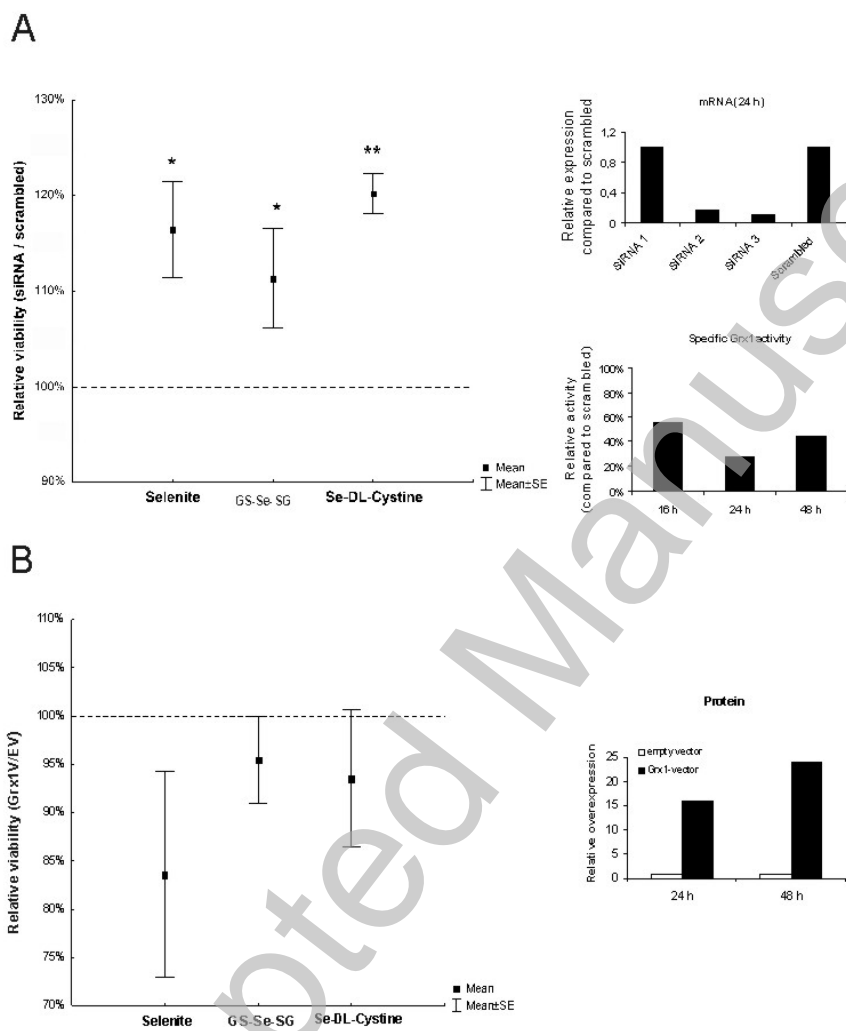 A
130%
120%
110%
100%
90%
Relative viability (siRNA / scrambled)
*
*
**
Selenite
GS-Se-SG
Se-DL-Cystine
Mean
Mean±SE
mRNA(24 h)
Relative expression
compared to scrambled
1,2
0,8
0,4
0
SIRNA 1
SIRNA 2
SIRNA 3
Scrambled
Specific Grx1activity
Relative activity
(compared to scrambled)
100%
80%
60%
40%
20%
0%
16 h
24 h
48 h
B
110%
105%
100%
95%
90%
85%
80%
75%
70%
Relative viability (Grx1V/EV)
Selenite
GS-Se-SG
Se-DL-Cystine
Mean
Mean±SE
Protein
empty vector
Grx1-vector
Relative overexpression
25
20
15
10
5
0
24 h
48 h
pted Manus